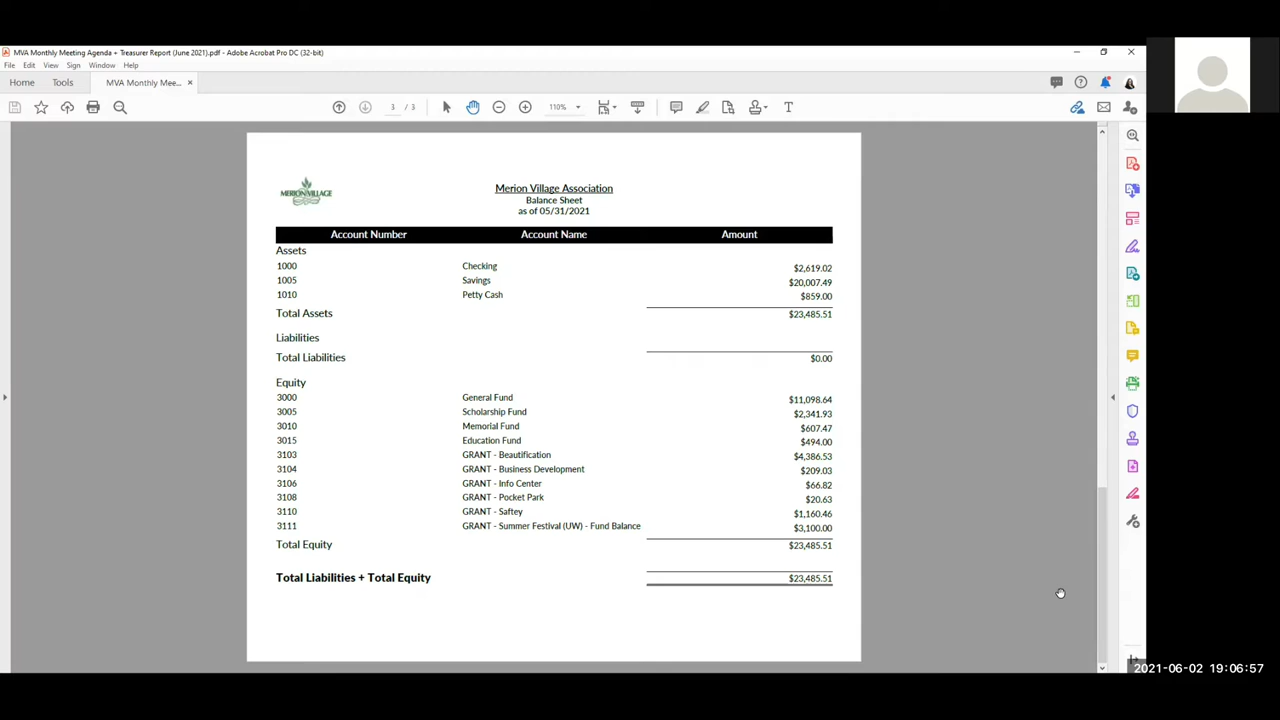 MVA Monthly Meeting Agenda + Treasurer Report (June 2021).pdf - Adobe Acrobat Pro DC (32-bit)
File Edit View Sign Window Help
Home Tools MVA Monthly Mee... ×
3 / 3 110%
MERION VILLAGE
Merion Village Association
Balance Sheet
as of 05/31/2021
Account Number Account Name Amount
Assets
1000 Checking $2,619.02
1005 Savings $20,007.49
1010 Petty Cash $859.00
Total Assets $23,485.51
Liabilities
Total Liabilities $0.00
Equity
3000 General Fund $11,098.64
3005 Scholarship Fund $2,341.93
3010 Memorial Fund $607.47
3015 Education Fund $494.00
3103 GRANT - Beautification $4,386.53
3104 GRANT - Business Development $209.03
3106 GRANT - Info Center $66.82
3108 GRANT - Pocket Park $20.63
3110 GRANT - Saftey $1,160.46
3111 GRANT - Summer Festival (UW) - Fund Balance $3,100.00
Total Equity $23,485.51
Total Liabilities + Total Equity $23,485.51
2021-06-02 19:06:57